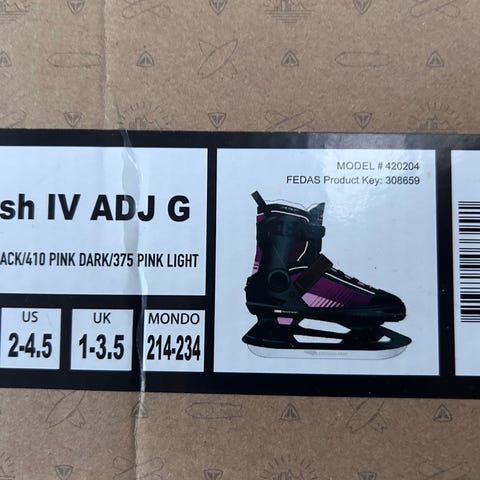 MODEL # 420204
FEDAS Product Key: 308659
sh IV ADJ G
ACK/410 PINK DARK/375 PINK LIGHT
US
2-4.5
UK
1-3.5
MONDO
214-234